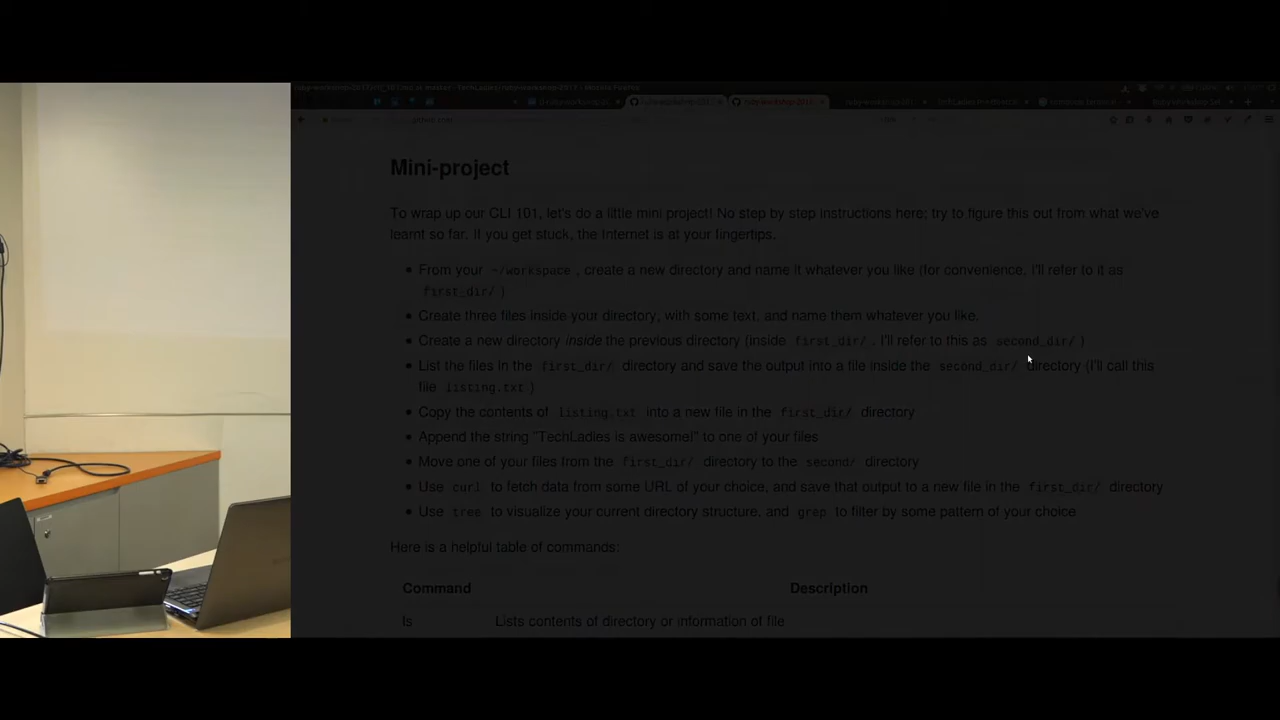 Mini-project
To wrap up our CLI 101, let's do a little mini project! No step by step instructions here; try to figure this out from what we've
learnt so far. If you get stuck, the Internet is at your fingertips.
From your ~/workspace , create a new directory and name it whatever you like (for convenience, I'll refer to it as
first_dir/ )
Create three files inside your directory, with some text, and name them whatever you like.
Create a new directory inside the previous directory (inside first_dir/ . I'll refer to this as second_dir/ )
List the files in the first_dir/ directory and save the output into a file inside the second_dir/ directory (I'll call this
file listing.txt )
Copy the contents of listing.txt into a new file in the first_dir/ directory
Append the string "TechLadies is awesome!" to one of your files
Move one of your files from the first_dir/ directory to the second/ directory
Use curl to fetch data from some URL of your choice, and save that output to a new file in the first_dir/ directory
Use tree to visualize your current directory structure, and grep to filter by some pattern of your choice
Here is a helpful table of commands:
Command Description
ls Lists contents of directory or information of file